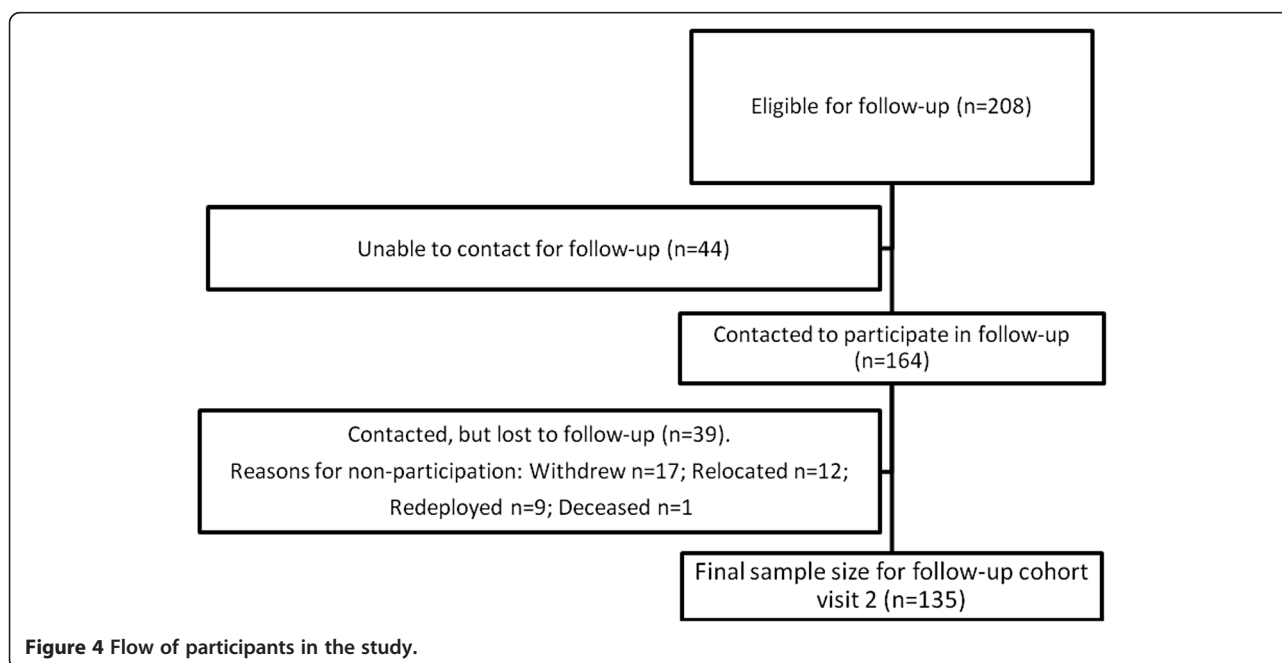 Eligible for follow-up (n=208)
Unable to contact for follow-up (n=44)
Contacted to participate in follow-up
(n=164)
Contacted, but lost to follow-up (n=39).
Reasons for non-participation: Withdrew n=17; Relocated n=12;
Redeployed n=9; Deceased n=1
Final sample size for follow-up cohort
visit 2 (n=135)
Figure 4 Flow of participants in the study.